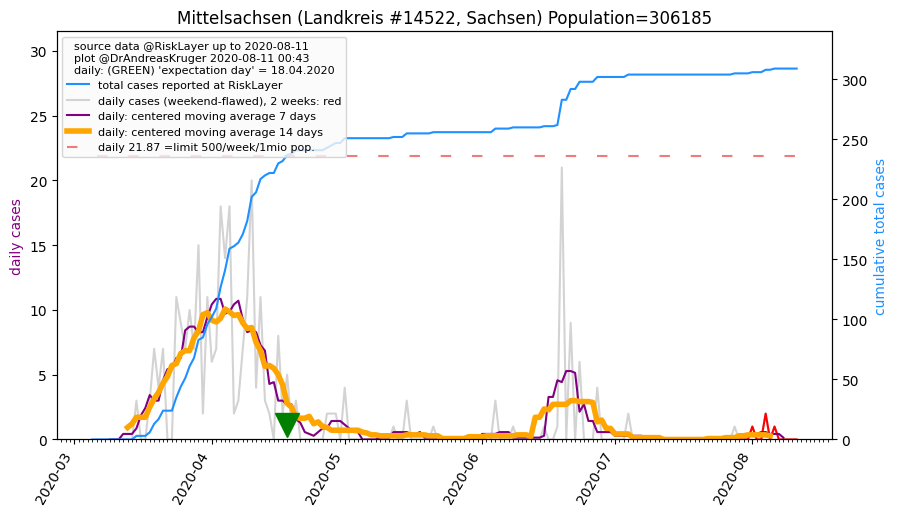 Mittelsachsen (Landkreis #14522, Sachsen) Population=306185
source data @RiskLayer up to 2020-08-11
plot @DrAndreasKruger 2020-08-11 00:43
daily: (GREEN) 'expectation day' = 18.04.2020
total cases reported at RiskLayer
daily cases (weekend-flawed), 2 weeks: red
daily: centered moving average 7 days
daily: centered moving average 14 days
daily 21.87 =limit 500/week/1mio pop.
daily cases
30
25
20
15
10
5
0
cumulative total cases
300
250
200
150
100
50
0
2020-03
2020-04
2020-05
2020-06
2020-07
2020-08